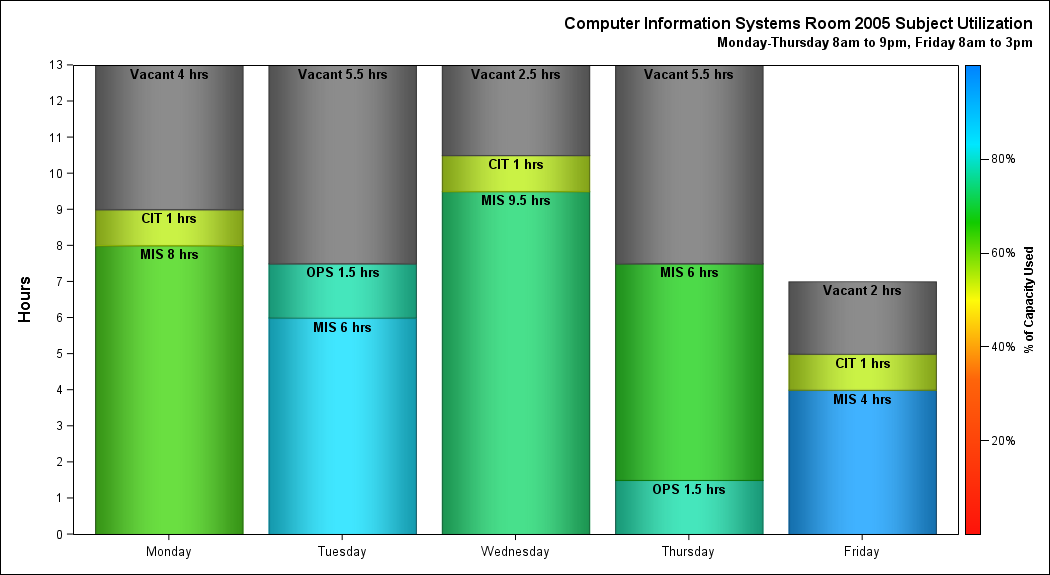 Computer Information Systems Room 2005 Subject Utilization
Monday-Thursday 8am to 9pm, Friday 8am to 3pm
Hours
13
12
11
10
9
8
7
6
5
4
3
2
1
0
Vacant 4 hrs
CIT 1 hrs
MIS 8 hrs
Vacant 5.5 hrs
OPS 1.5 hrs
MIS 6 hrs
Vacant 2.5 hrs
CIT 1 hrs
MIS 9.5 hrs
Vacant 5.5 hrs
MIS 6 hrs
OPS 1.5 hrs
Vacant 2 hrs
CIT 1 hrs
MIS 4 hrs
Monday
Tuesday
Wednesday
Thursday
Friday
80%
60%
40%
20%
% of Capacity Used